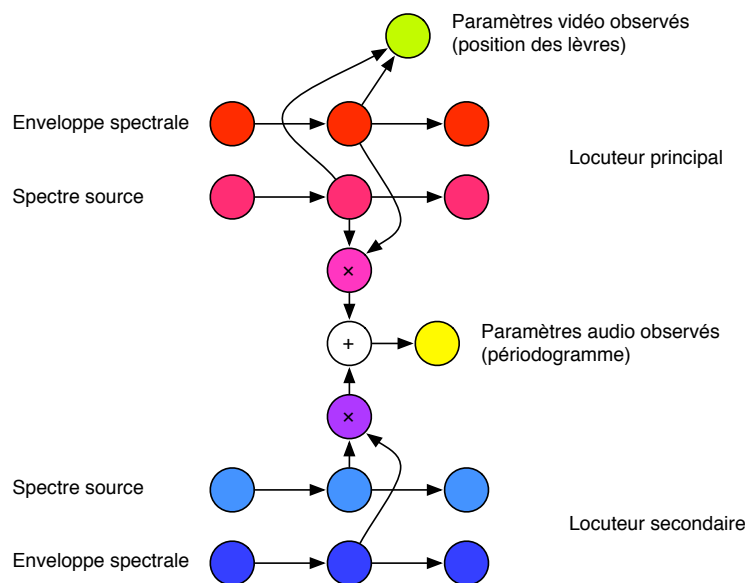 Paramètres vidéo observés
(position des lèvres)
Enveloppe spectrale
Locuteur principal
Spectre source
×
+
Paramètres audio observés
(périodogramme)
×
Spectre source
Locuteur secondaire
Enveloppe spectrale